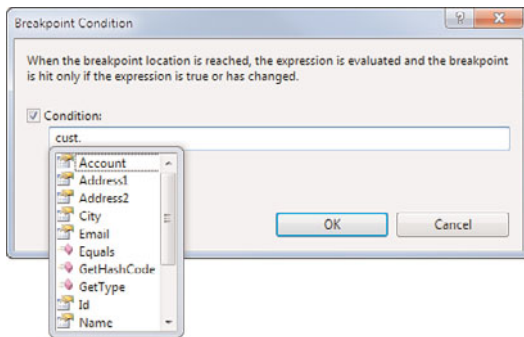 Breakpoint Condition
When the breakpoint location is reached, the expression is evaluated and the breakpoint
is hit only if the expression is true or has changed.
Condition:
cust.
Account
Address1
Address2
City
Email
Equals
GetHashCode
GetType
Id
Name
OK
Cancel